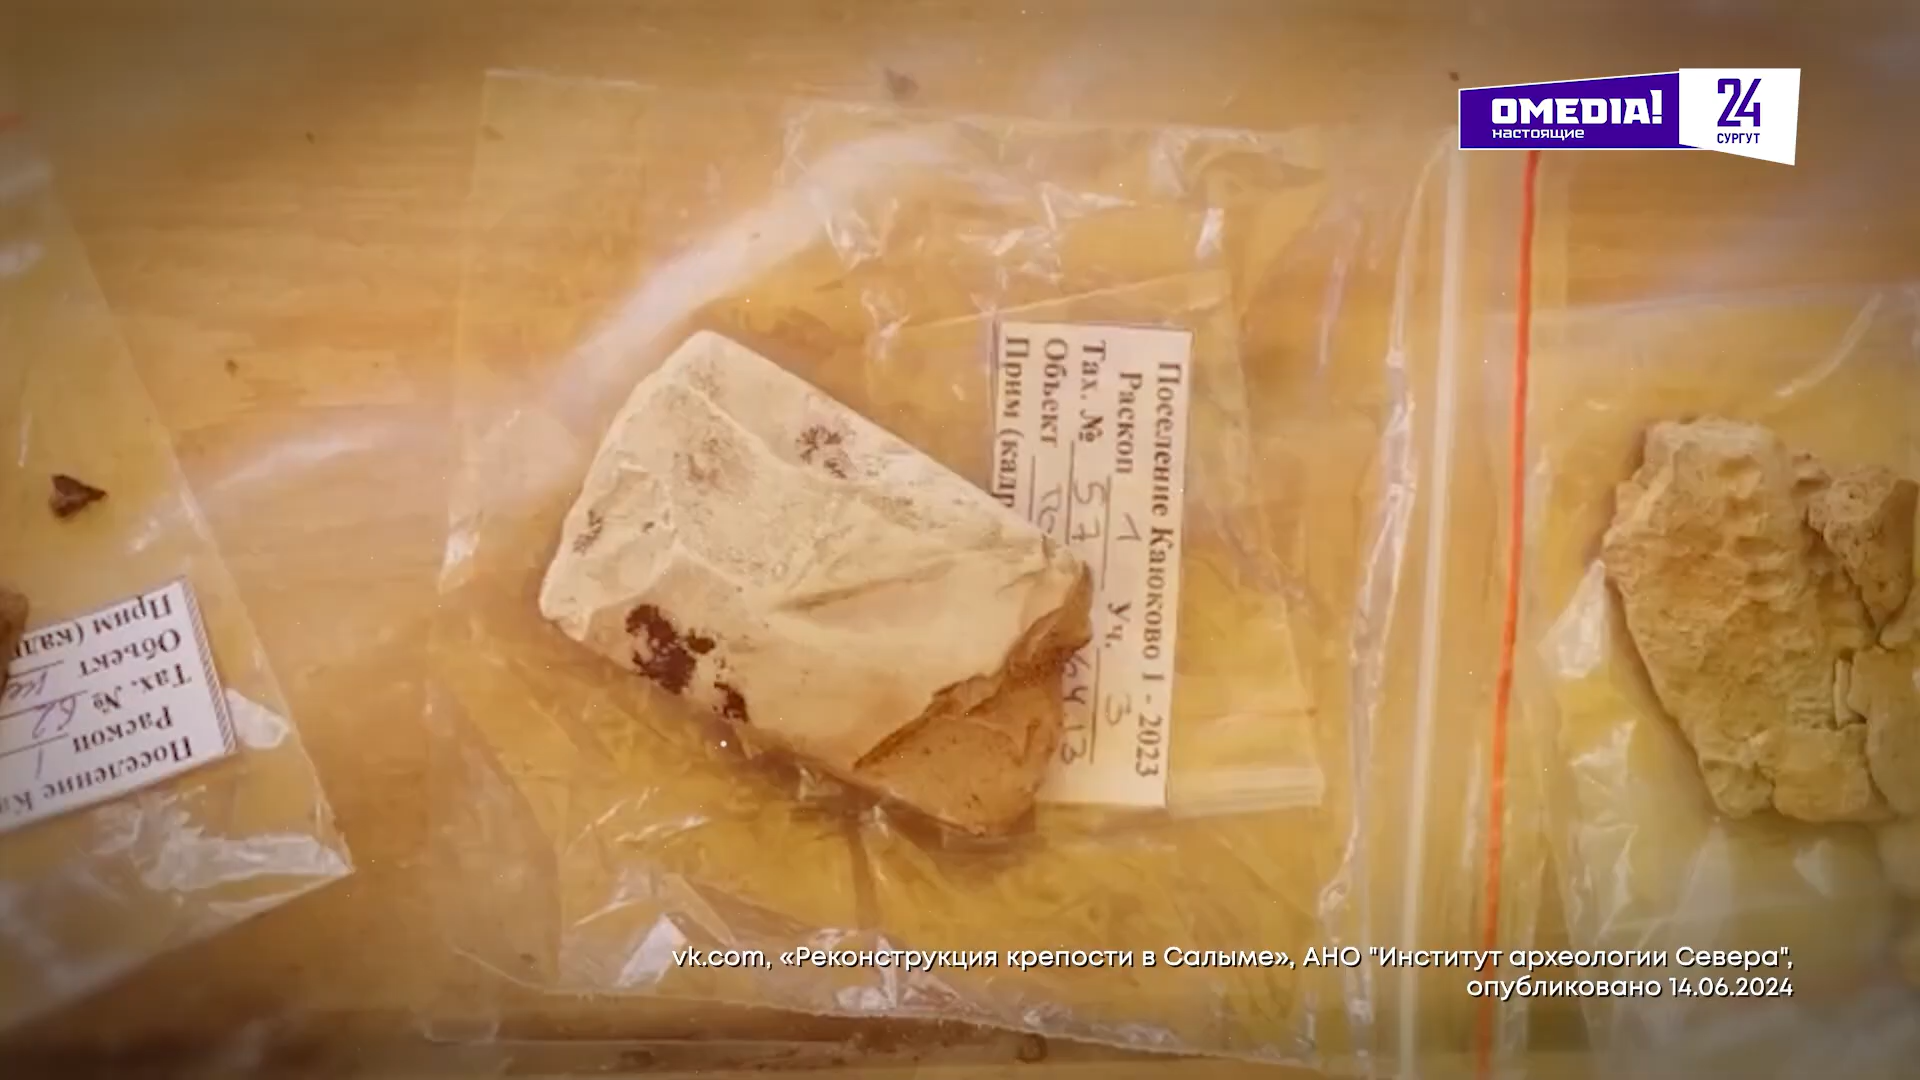 OMEDIA!
настоящие
24
СУРГУТ
Поселение Каюково 1 - 2023
Раскоп 1 Уч. 3
Тах. № 57
Объект
Прим (кадр
Поселение
Раскоп 1
Тах. № 62
Объект
Прим (кадр
vk.com, «Реконструкция крепости в Салыме», АНО "Институт археологии Севера",
опубликовано 14.06.2024